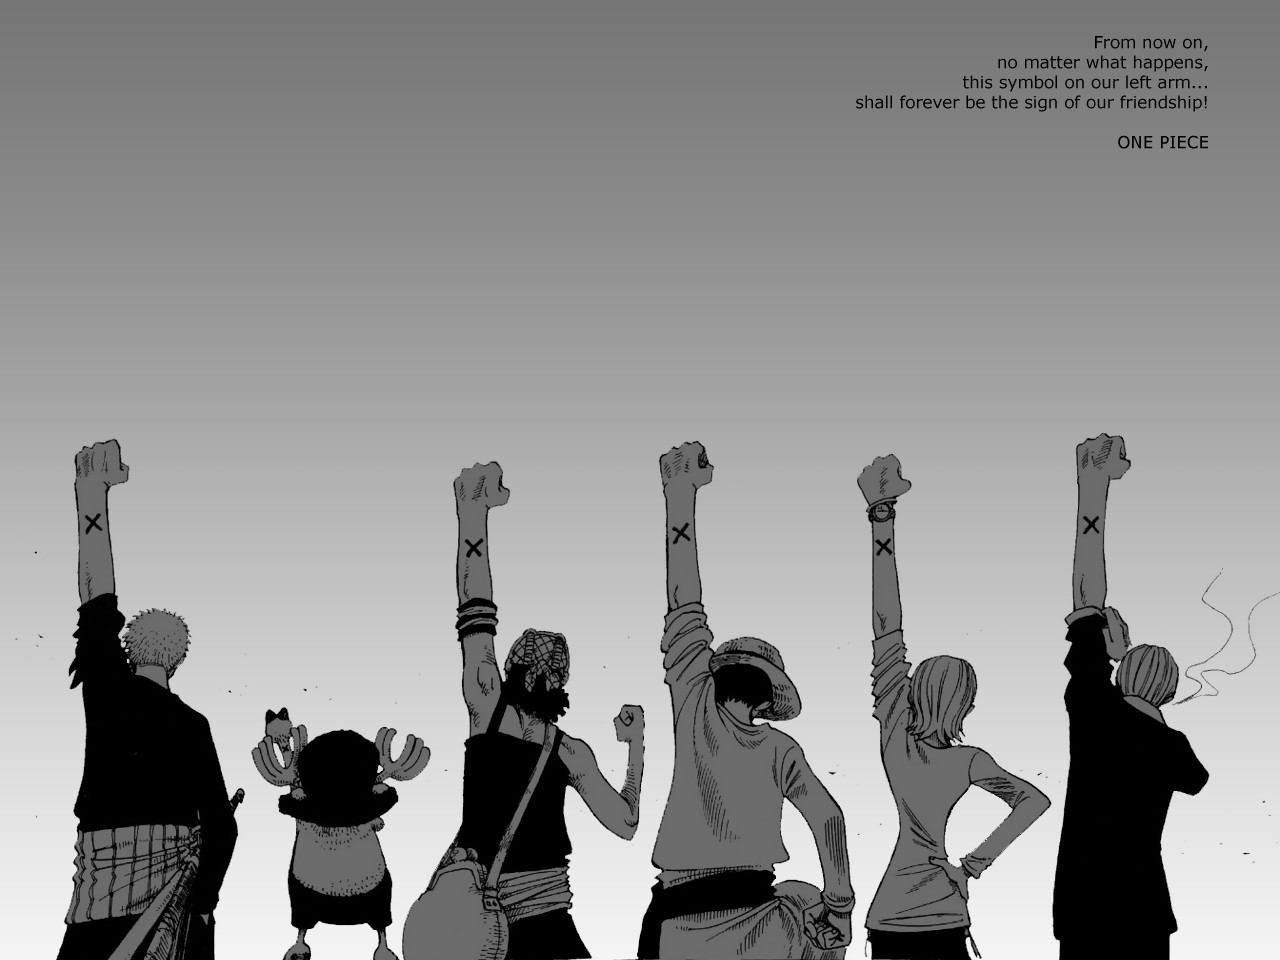 From now on,
no matter what happens,
this symbol on our left arm...
shall forever be the sign of our friendship!
ONE PIECE